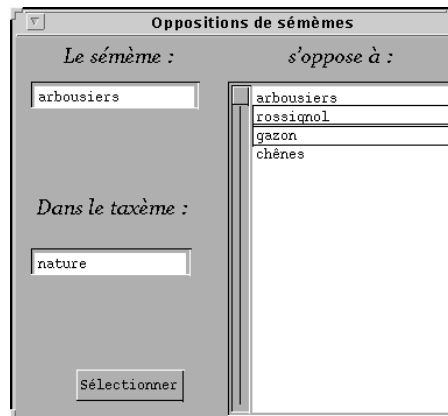 Oppositions de sémèmes
Le sémème :
arbousiers
Dans le taxème :
nature
Sélectionner
s'oppose à :
arbousiers
rossignol
gazon
chênes